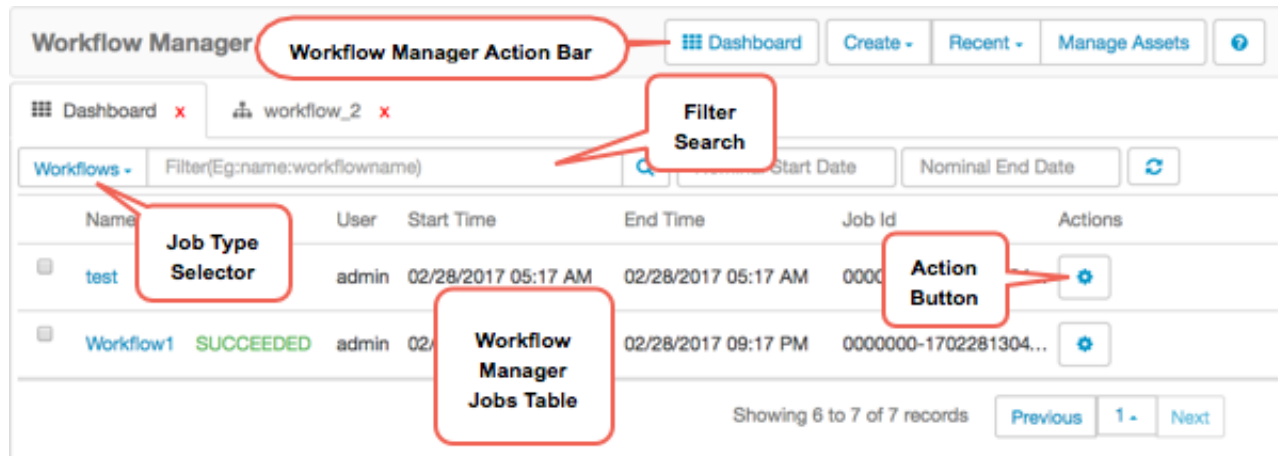 Workflow Manager
Workflow Manager Action Bar
Dashboard
Create
Recent
Manage Assets
?
Dashboard x
workflow_2 x
Filter
Search
Workflows
Filter(Eg:name:workflowname)
Start Date
Nominal End Date
Name
User
Start Time
End Time
Job Id
Actions
Job Type
Selector
test
admin
02/28/2017 05:17 AM
02/28/2017 05:17 AM
Action
Button
Workflow1
SUCCEEDED
admin
02/
Workflow
Manager
Jobs Table
02/28/2017 09:17 PM
0000000-1702281304...
Showing 6 to 7 of 7 records
Previous
1
Next